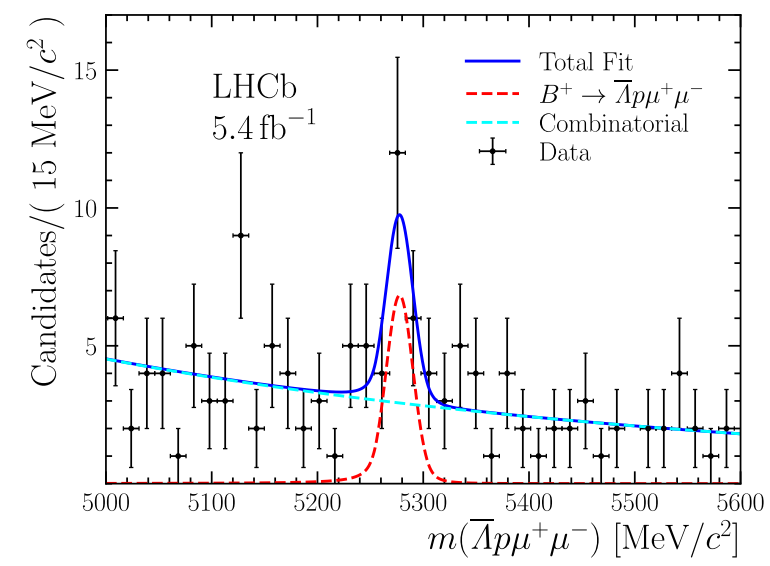 Candidates/( 15 MeV/c² )
15
10
5
LHCb
5.4 fb⁻¹
Total Fit
B⁺ → Λ̅pμ⁺μ⁻
Combinatorial
Data
5000 5100 5200 5300 5400 5500 5600
m(Λ̅pμ⁺μ⁻) [MeV/c²]